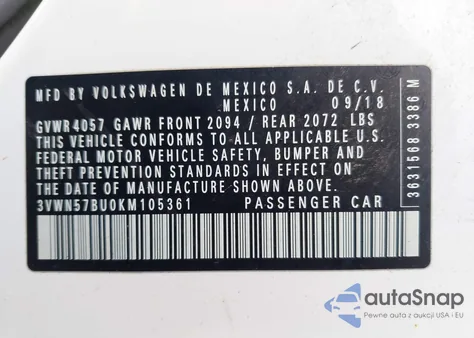 MFD BY VOLKSWAGEN DE MEXICO S.A. DE C.V.
MEXICO 09/18
GVWR 4057 GAWR FRONT 2094 / REAR 2072 LBS
THIS VEHICLE CONFORMS TO ALL APPLICABLE U.S.
FEDERAL MOTOR VEHICLE SAFETY, BUMPER AND
THEFT PREVENTION STANDARDS IN EFFECT ON
THE DATE OF MANUFACTURE SHOWN ABOVE.
3VWN57BU0KM105361 PASSENGER CAR
3631568 3386 M
autoSnap
Pewne auto z aukcji USA i EU